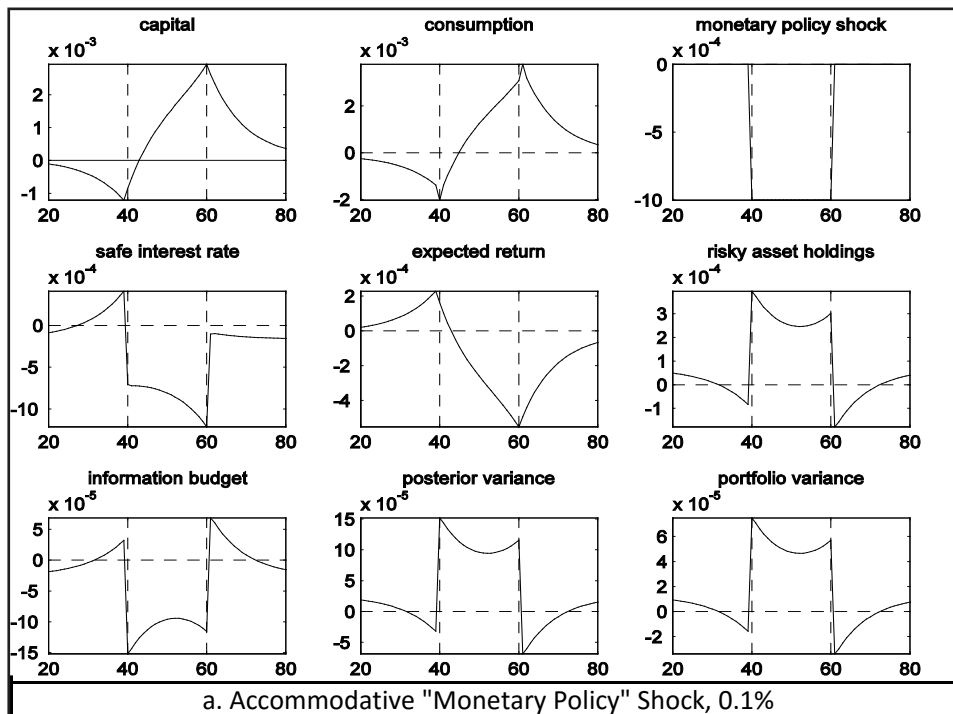 capital consumption monetary policy shock
x 10^-3 x 10^-3 x 10^-4
2 2 0
1 0 -5
0 -2 -10
-1
20 40 60 80 20 40 60 80 20 40 60 80
safe interest rate expected return risky asset holdings
x 10^-4 x 10^-4 x 10^-4
0 2 3
-5 0 2
-10 -2 1
-4 0
-1
20 40 60 80 20 40 60 80 20 40 60 80
information budget posterior variance portfolio variance
x 10^-5 x 10^-5 x 10^-5
5 15 6
0 10 4
-5 5 2
-10 0 0
-15 -5 -2
20 40 60 80 20 40 60 80 20 40 60 80
a. Accommodative "Monetary Policy" Shock, 0.1%